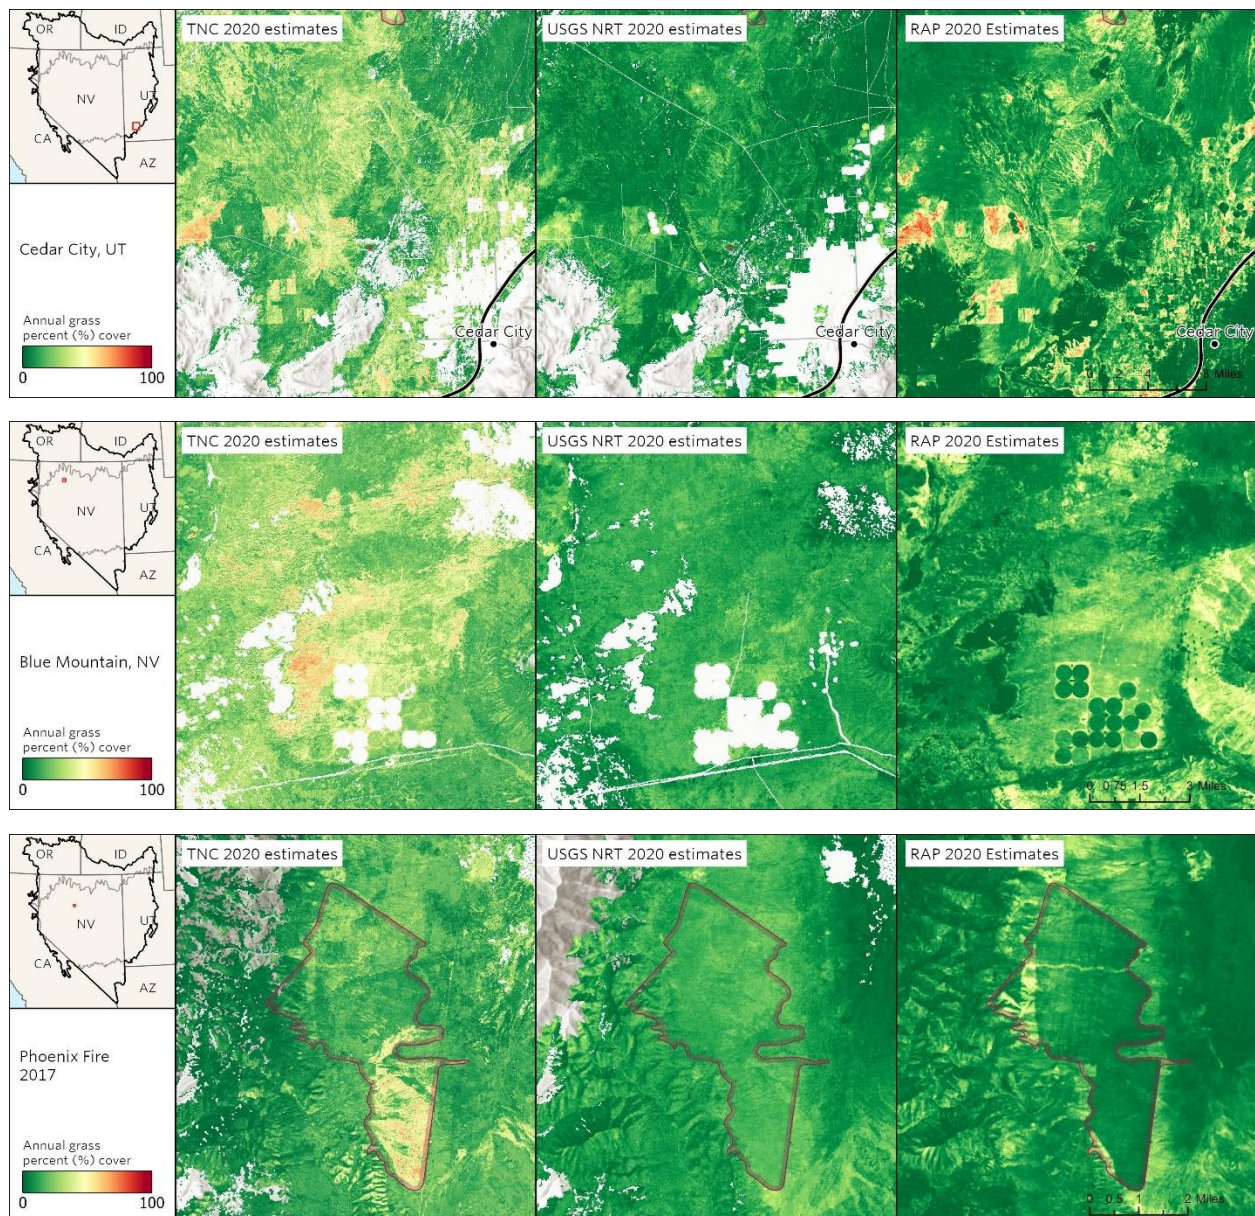 OR
ID
NV
UT
CA
AZ
Cedar City, UT
Annual grass
percent (%) cover
0
100
TNC 2020 estimates
Cedar City
USGS NRT 2020 estimates
Cedar City
RAP 2020 Estimates
Cedar City
0 2 4 8 Miles
OR
ID
NV
UT
CA
AZ
Blue Mountain, NV
Annual grass
percent (%) cover
0
100
TNC 2020 estimates
USGS NRT 2020 estimates
RAP 2020 Estimates
0 0.75 1.5 3 Miles
OR
ID
NV
UT
CA
AZ
Phoenix Fire
2017
Annual grass
percent (%) cover
0
100
TNC 2020 estimates
USGS NRT 2020 estimates
RAP 2020 Estimates
0 0.5 1 2 Miles